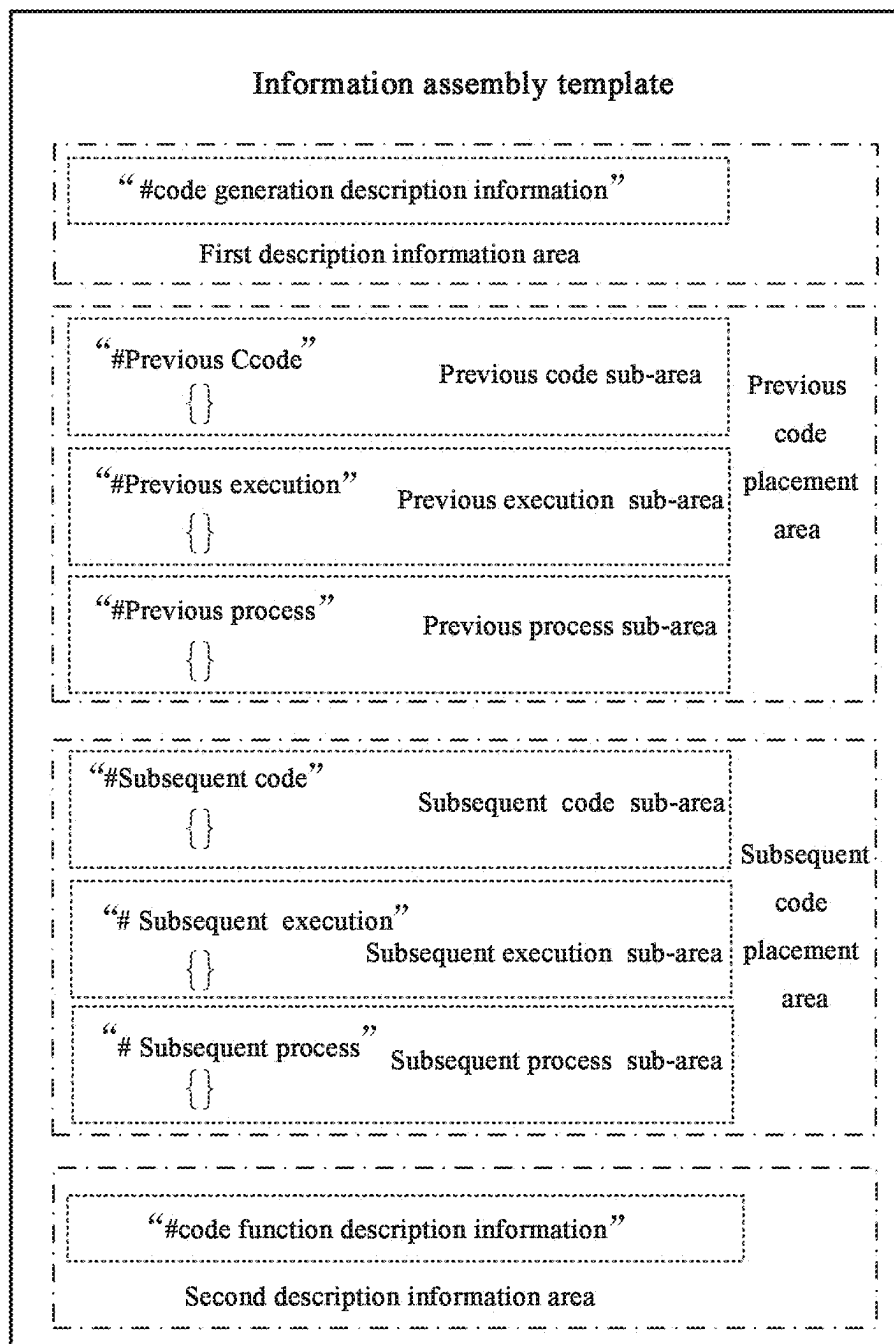 Information assembly template
“ #code generation description information”
First description information area
“#Previous Ccode”
{}
Previous code sub-area
“#Previous execution”
{}
Previous execution sub-area
“#Previous process”
{}
Previous process sub-area
Previous
code
placement
area
“#Subsequent code”
{}
Subsequent code sub-area
“# Subsequent execution”
{}
Subsequent execution sub-area
“# Subsequent process”
{}
Subsequent process sub-area
Subsequent
code
placement
area
“#code function description information”
Second description information area